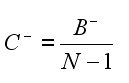 C⁻ = B⁻ / N − 1